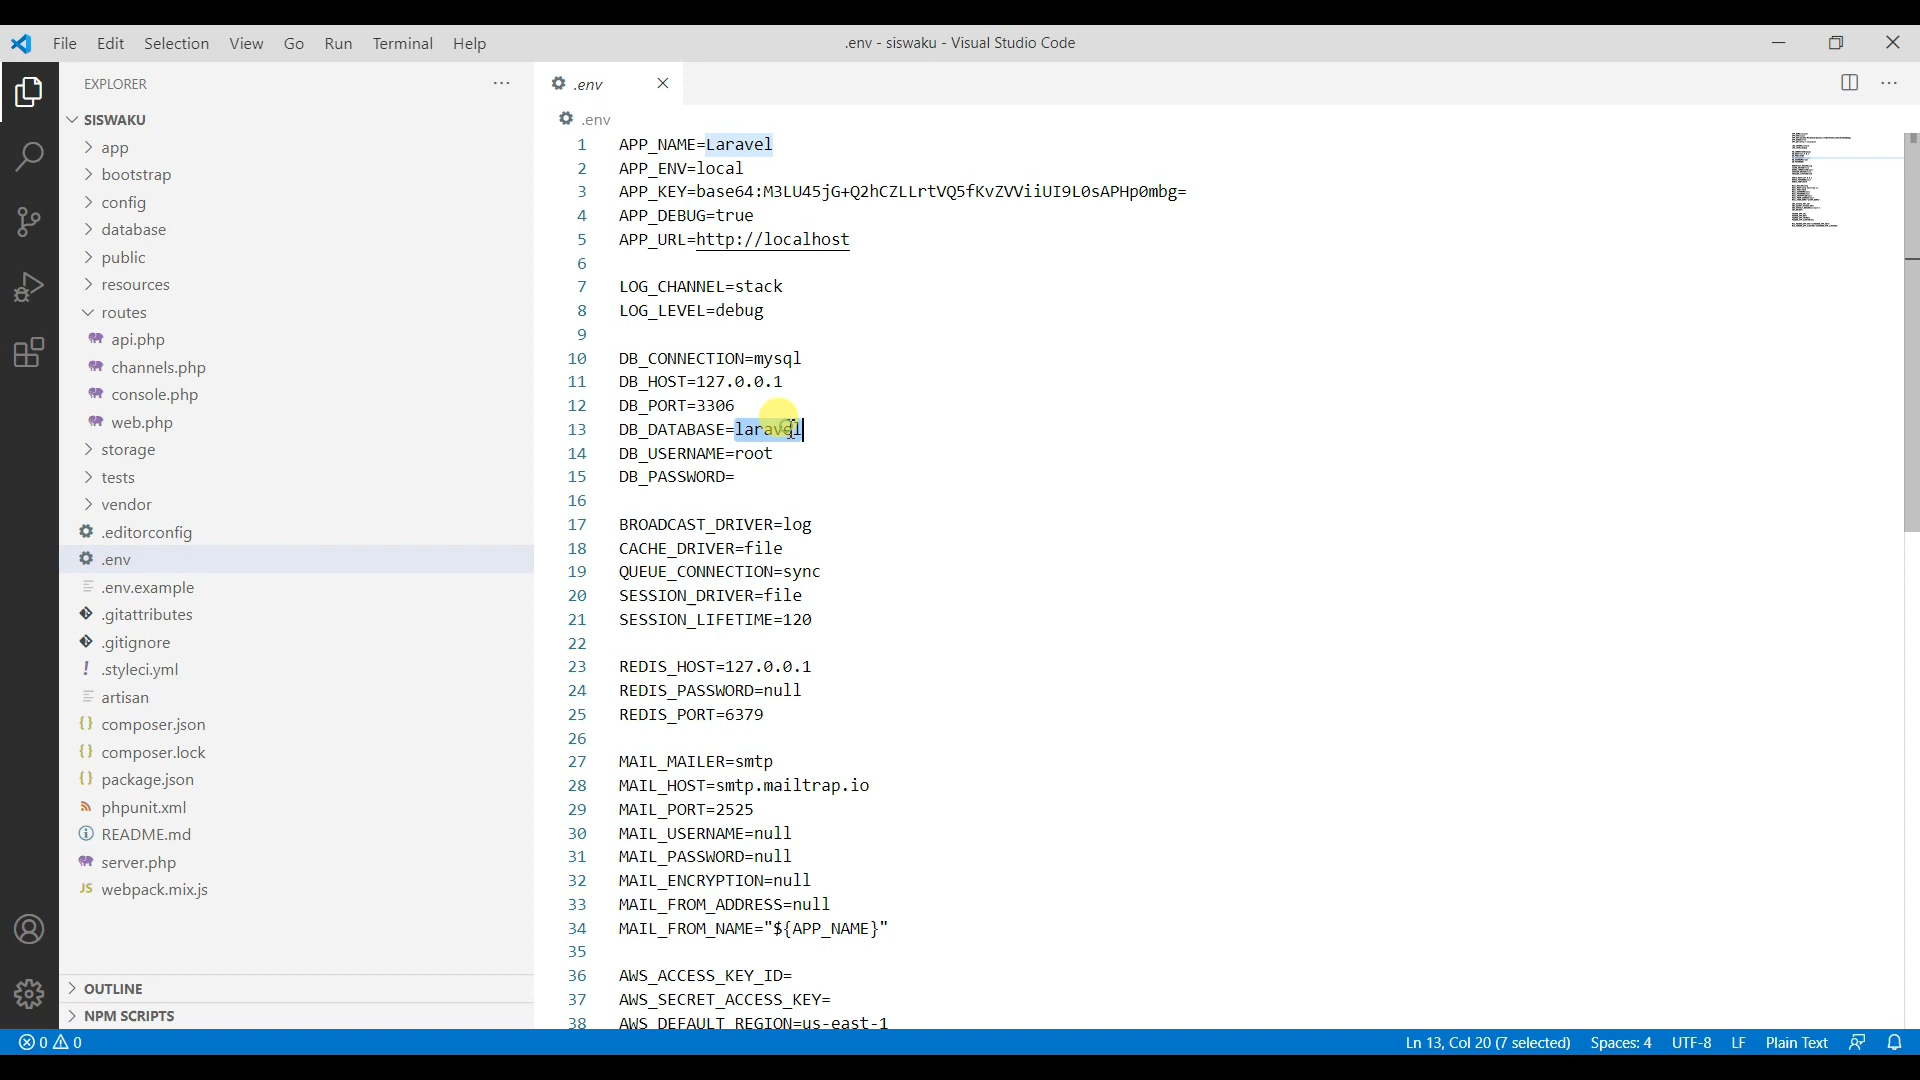 File Edit Selection View Go Run Terminal Help
.env - siswaku - Visual Studio Code
EXPLORER
SISWAKU
app
bootstrap
config
database
public
resources
routes
api.php
channels.php
console.php
web.php
storage
tests
vendor
.editorconfig
.env
.env.example
.gitattributes
.gitignore
.styleci.yml
artisan
composer.json
composer.lock
package.json
phpunit.xml
README.md
server.php
JS webpack.mix.js
OUTLINE
NPM SCRIPTS
.env
.env
1 APP_NAME=Laravel
2 APP_ENV=local
3 APP_KEY=base64:M3LU45jG+Q2hCZLLrtVQ5fKvZVViiUI9L0sAPHp0mbg=
4 APP_DEBUG=true
5 APP_URL=http://localhost
6
7 LOG_CHANNEL=stack
8 LOG_LEVEL=debug
9
10 DB_CONNECTION=mysql
11 DB_HOST=127.0.0.1
12 DB_PORT=3306
13 DB_DATABASE=laravel
14 DB_USERNAME=root
15 DB_PASSWORD=
16
17 BROADCAST_DRIVER=log
18 CACHE_DRIVER=file
19 QUEUE_CONNECTION=sync
20 SESSION_DRIVER=file
21 SESSION_LIFETIME=120
22
23 REDIS_HOST=127.0.0.1
24 REDIS_PASSWORD=null
25 REDIS_PORT=6379
26
27 MAIL_MAILER=smtp
28 MAIL_HOST=smtp.mailtrap.io
29 MAIL_PORT=2525
30 MAIL_USERNAME=null
31 MAIL_PASSWORD=null
32 MAIL_ENCRYPTION=null
33 MAIL_FROM_ADDRESS=null
34 MAIL_FROM_NAME="${APP_NAME}"
35
36 AWS_ACCESS_KEY_ID=
37 AWS_SECRET_ACCESS_KEY=
38 AWS_DEFAULT_REGION=us-east-1
0 0
Ln 13, Col 20 (7 selected) Spaces: 4 UTF-8 LF Plain Text